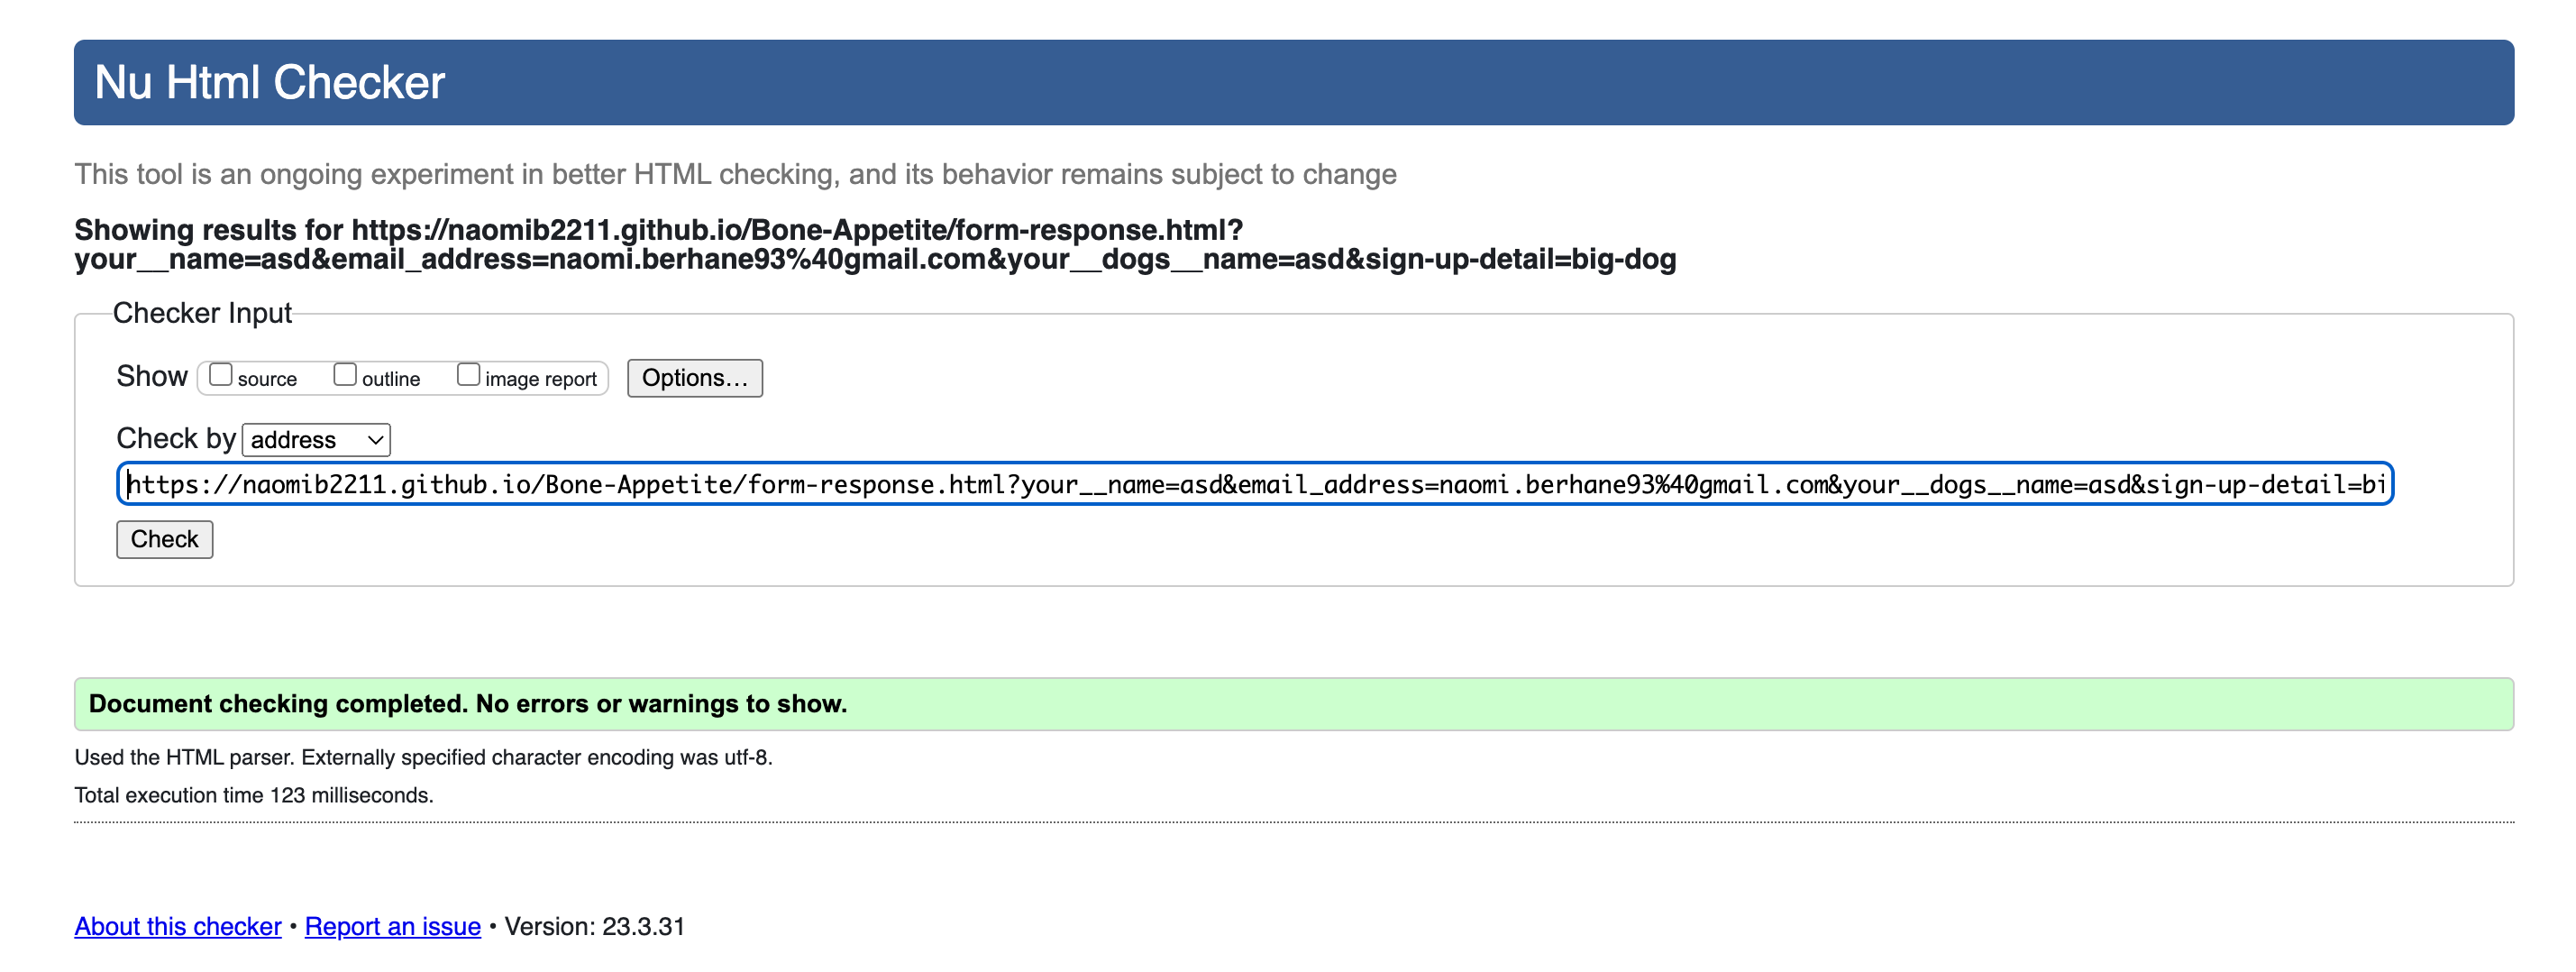 Nu Html Checker
This tool is an ongoing experiment in better HTML checking, and its behavior remains subject to change
Showing results for https://naomib2211.github.io/Bone-Appetite/form-response.html?
your__name=asd&email_address=naomi.berhane93%40gmail.com&your__dogs__name=asd&sign-up-detail=big-dog
Checker Input
Show source outline image report Options...
Check by address
https://naomib2211.github.io/Bone-Appetite/form-response.html?your__name=asd&email_address=naomi.berhane93%40gmail.com&your__dogs__name=asd&sign-up-detail=bi
Check
Document checking completed. No errors or warnings to show.
Used the HTML parser. Externally specified character encoding was utf-8.
Total execution time 123 milliseconds.
About this checker • Report an issue • Version: 23.3.31